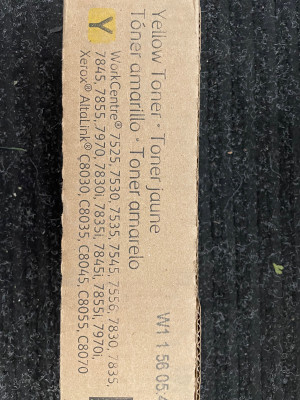 Yellow Toner · Toner jaune
Tóner amarillo · Toner amarelo
Y
WorkCentre® 7525, 7530, 7535, 7545, 7556, 7830, 7835,
7845, 7855, 7970, 7830i, 7835i, 7845i, 7855i, 7970i,
Xerox® AltaLink® C8030, C8035, C8045, C8055, C8070
W1 1 56 05